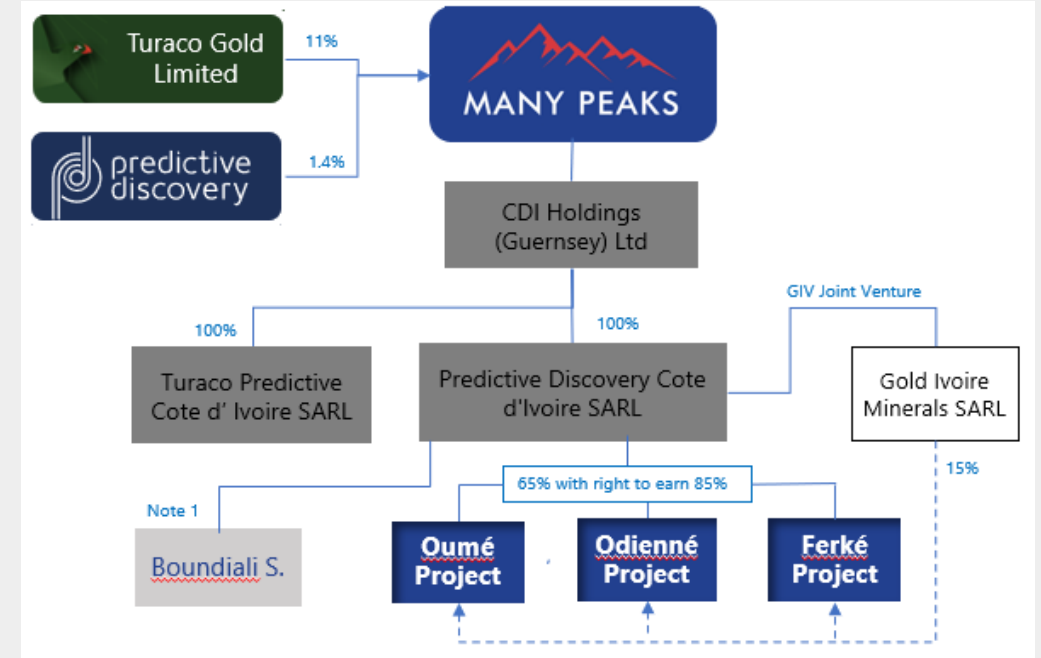 Turaco Gold
Limited
11%
MANY PEAKS
predictive
discovery
1.4%
CDI Holdings
(Guernsey) Ltd
GIV Joint Venture
100%
100%
Turaco Predictive
Cote d' Ivoire SARL
Predictive Discovery Cote
d'Ivoire SARL
Gold Ivoire
Minerals SARL
15%
65% with right to earn 85%
Note 1
Boundiali S.
Oumé
Project
Odienné
Project
Ferké
Project